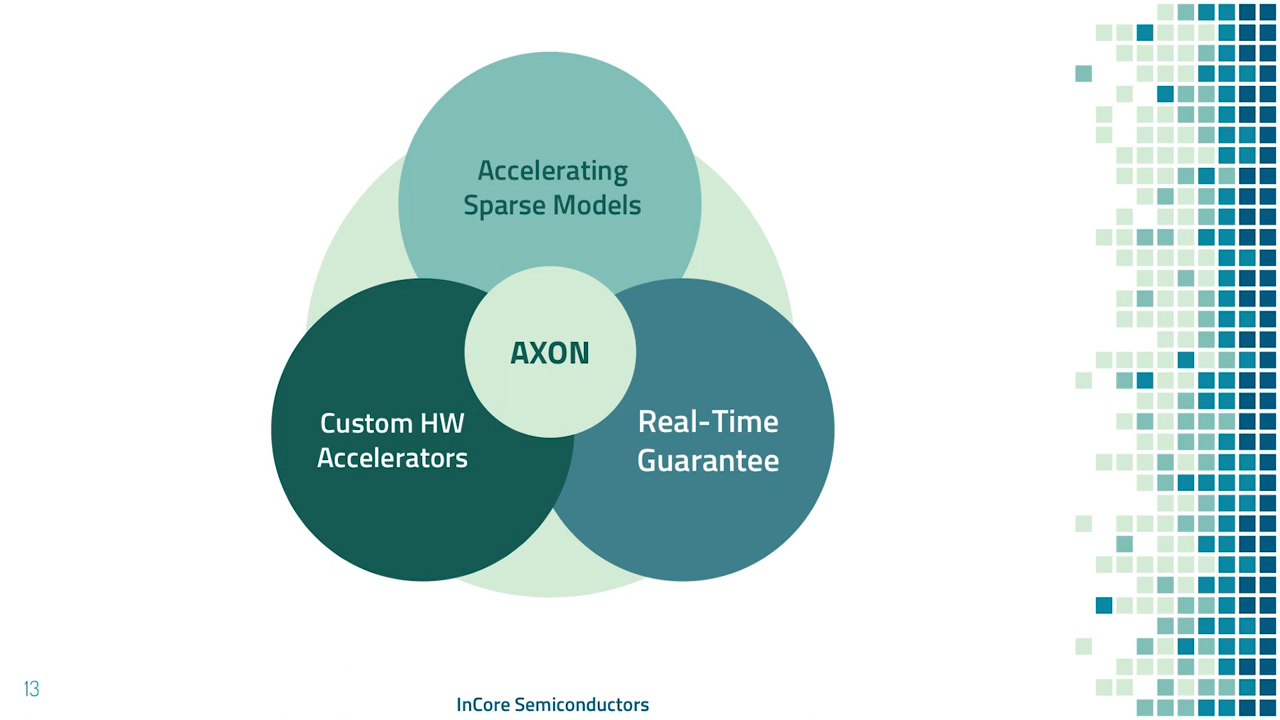 Accelerating
Sparse Models
AXON
Custom HW
Accelerators
Real-Time
Guarantee
13
InCore Semiconductors